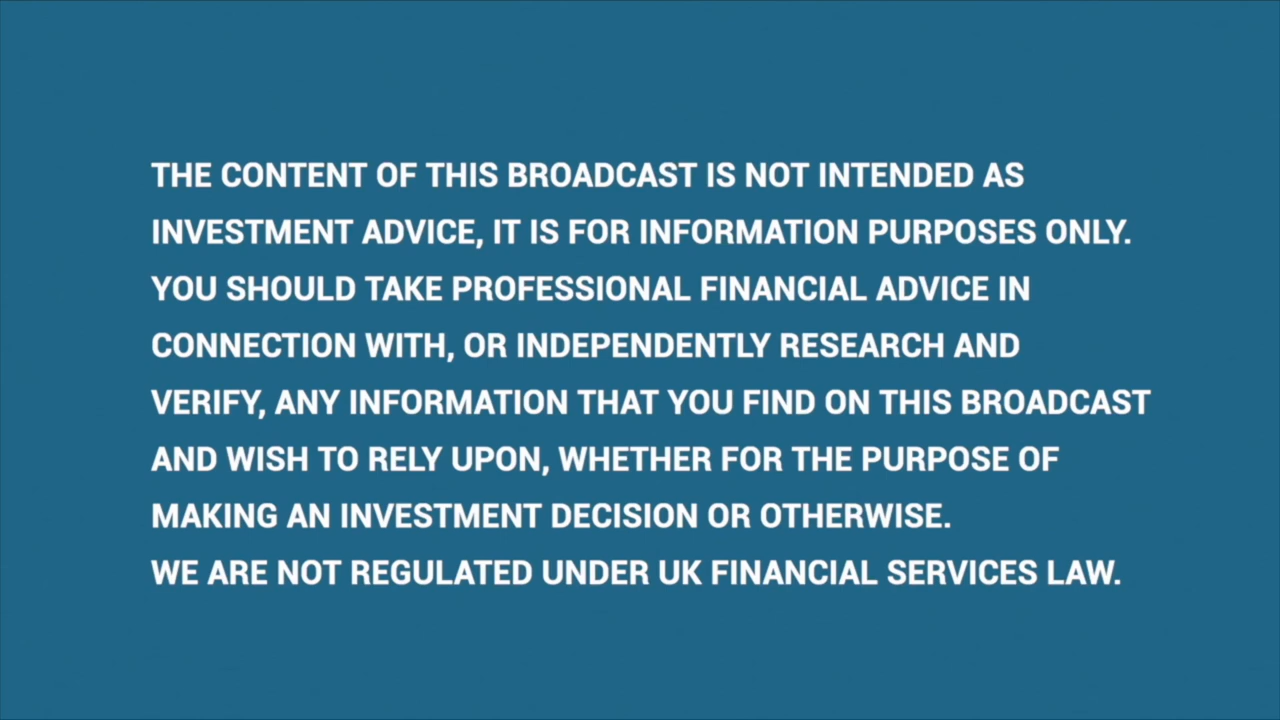 THE CONTENT OF THIS BROADCAST IS NOT INTENDED AS
INVESTMENT ADVICE, IT IS FOR INFORMATION PURPOSES ONLY.
YOU SHOULD TAKE PROFESSIONAL FINANCIAL ADVICE IN
CONNECTION WITH, OR INDEPENDENTLY RESEARCH AND
VERIFY, ANY INFORMATION THAT YOU FIND ON THIS BROADCAST
AND WISH TO RELY UPON, WHETHER FOR THE PURPOSE OF
MAKING AN INVESTMENT DECISION OR OTHERWISE.
WE ARE NOT REGULATED UNDER UK FINANCIAL SERVICES LAW.